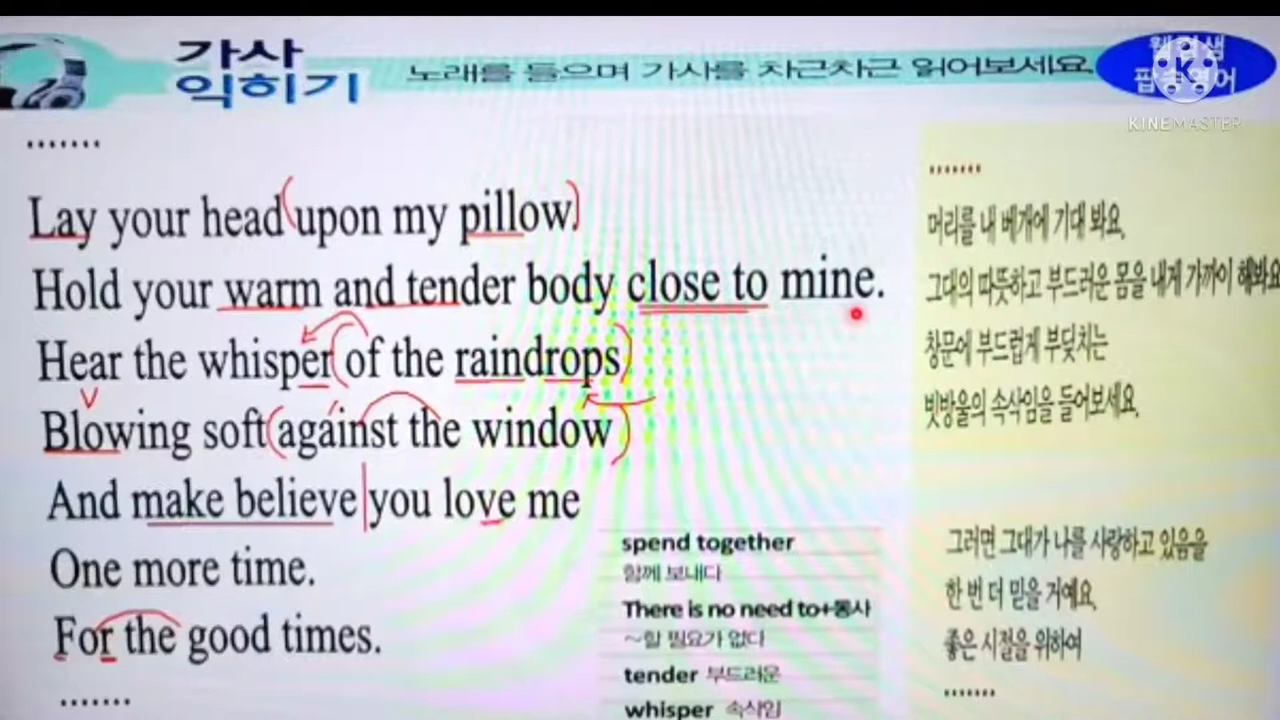 가사
익히기
노래를 들으며 가사를 차근차근 읽어보세요.
팝송영어
KINEMASTER
Lay your head upon my pillow.
Hold your warm and tender body close to mine.
Hear the whisper of the raindrops
Blowing soft against the window
And make believe you love me
One more time.
For the good times.
spend together
함께 보내다
There is no need to+동사
~할 필요가 없다
tender 부드러운
whisper 속삭임
머리를 내 베개에 기대 봐요.
그대의 따뜻하고 부드러운 몸을 내게 가까이 해봐요
창문에 부드럽게 부딪치는
빗방울의 속삭임을 들어보세요.
그러면 그대가 나를 사랑하고 있음을
한 번 더 믿을 거예요.
좋은 시절을 위하여